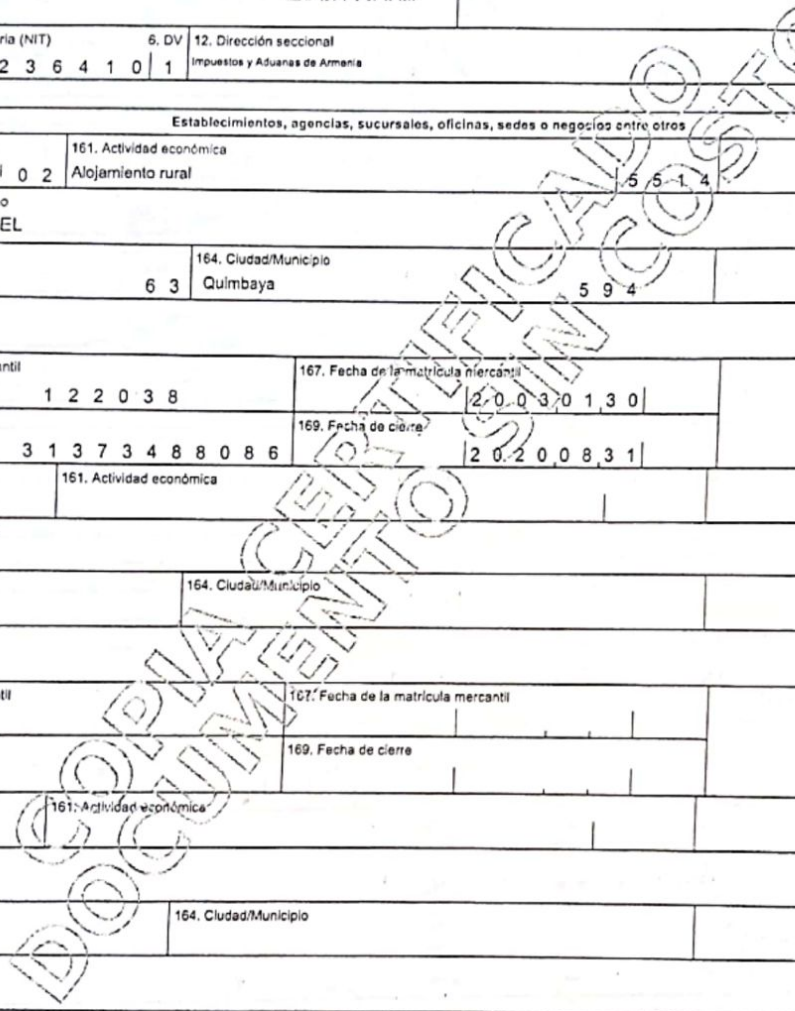 ria (NIT) 6. DV 12. Dirección seccional
2 3 6 4 1 0 1 Impuestos y Aduanas de Armenia
Establecimientos, agencias, sucursales, oficinas, sedes o negocios entre otros
161. Actividad económica
0 2 Alojamiento rural 5 5 1 4
o
EL
164. Ciudad/Municipio
6 3 Quimbaya 5 9 4
antil 167. Fecha de la matrícula mercantil
1 2 2 0 3 8 2 0 0 3 0 1 3 0
169. Fecha de cierre
3 1 3 7 3 4 8 8 0 8 6 2 0 2 0 0 8 3 1
161. Actividad económica
164. Ciudad/Municipio
til 167. Fecha de la matrícula mercantil
169. Fecha de cierre
161. Actividad económica
164. Ciudad/Municipio
COPIA CERTIFICADO
DOCUMENTO SIN COSTO